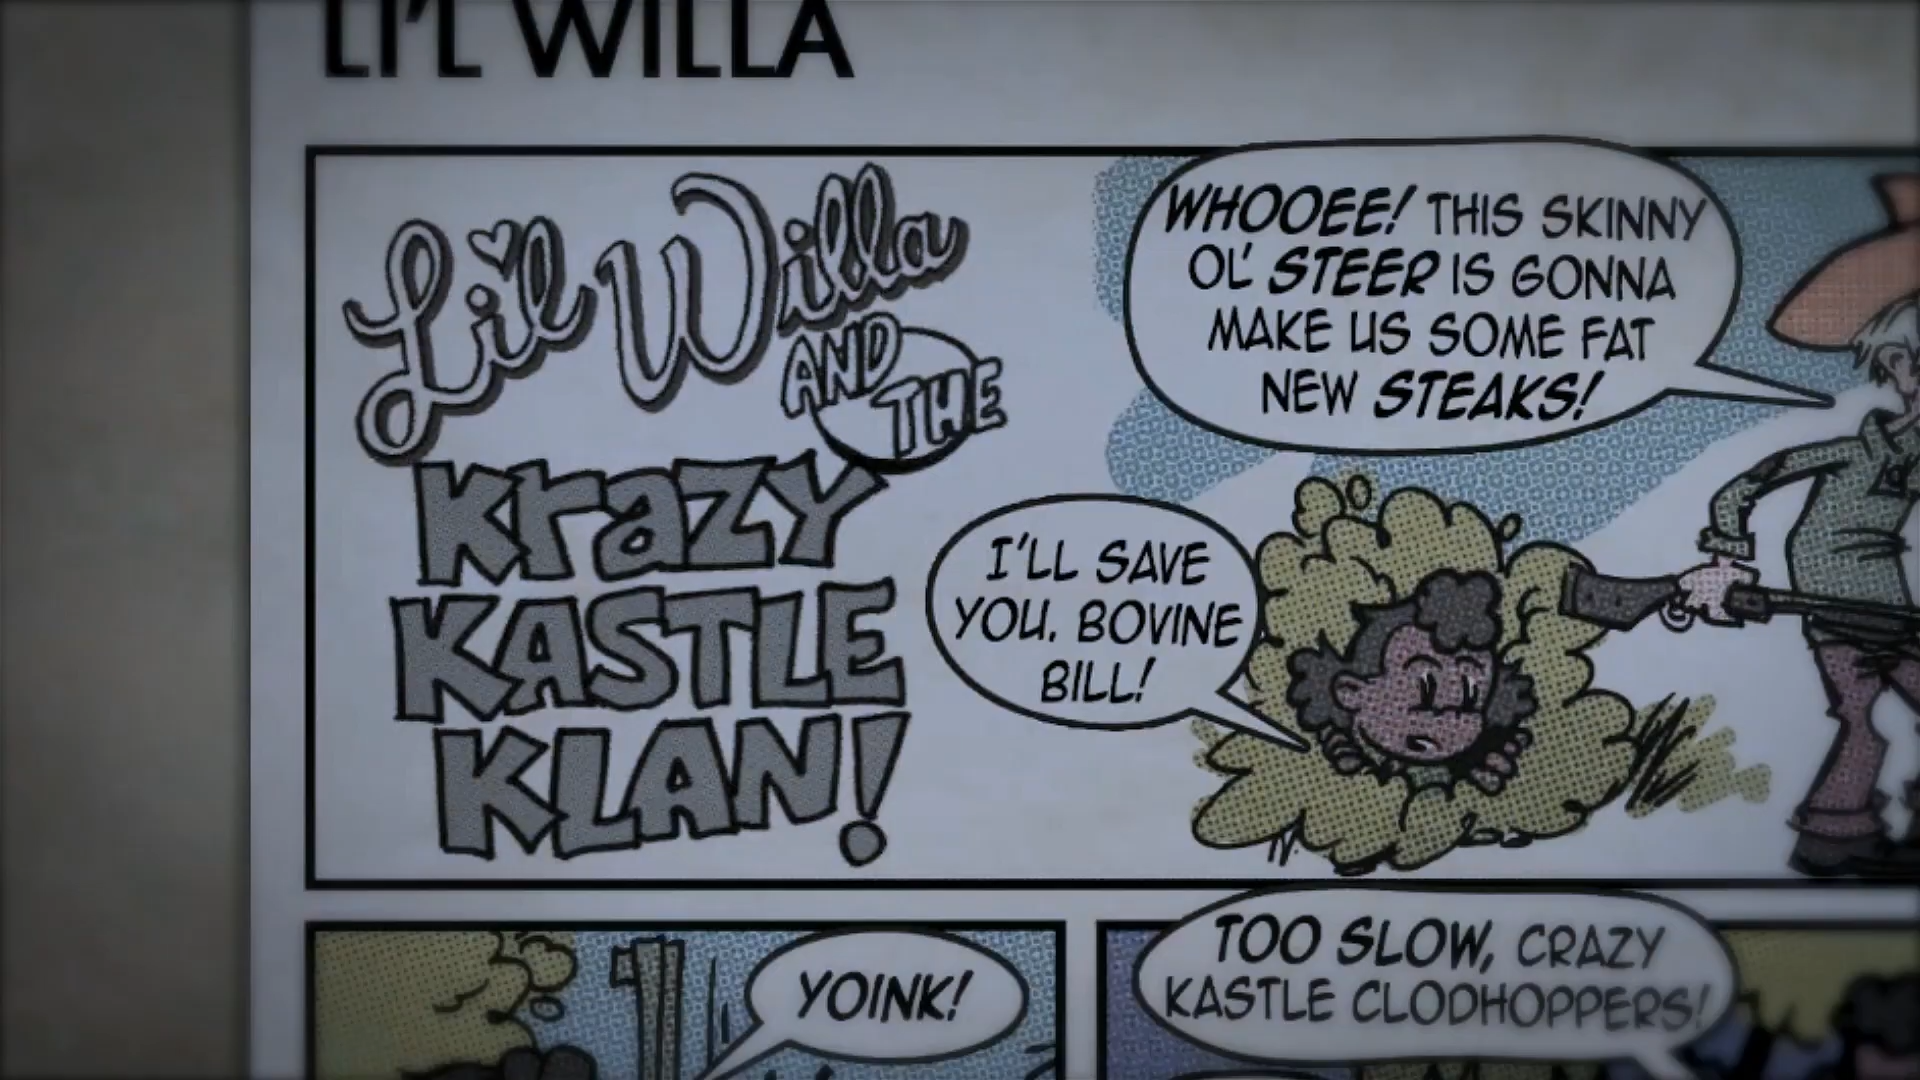 LI'L WILLA
Li'l Willa
AND
THE
Krazy
KASTLE
KLAN!
WHOOEE! THIS SKINNY
OL' STEER IS GONNA
MAKE US SOME FAT
NEW STEAKS!
I'LL SAVE
YOU, BOVINE
BILL!
YOINK!
TOO SLOW, CRAZY
KASTLE CLODHOPPERS!